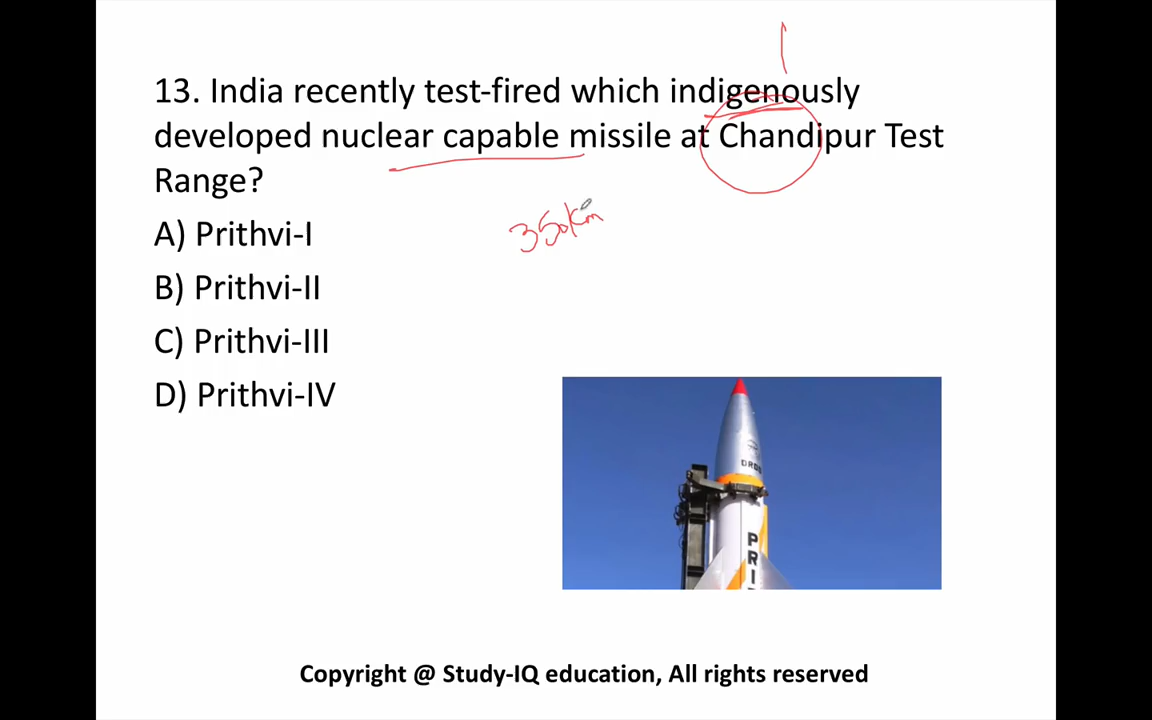 13. India recently test-fired which indigenously
developed nuclear capable missile at Chandipur Test
Range?
350km
A) Prithvi-I
B) Prithvi-II
C) Prithvi-III
D) Prithvi-IV
DRDO
PRI
Copyright @ Study-IQ education, All rights reserved